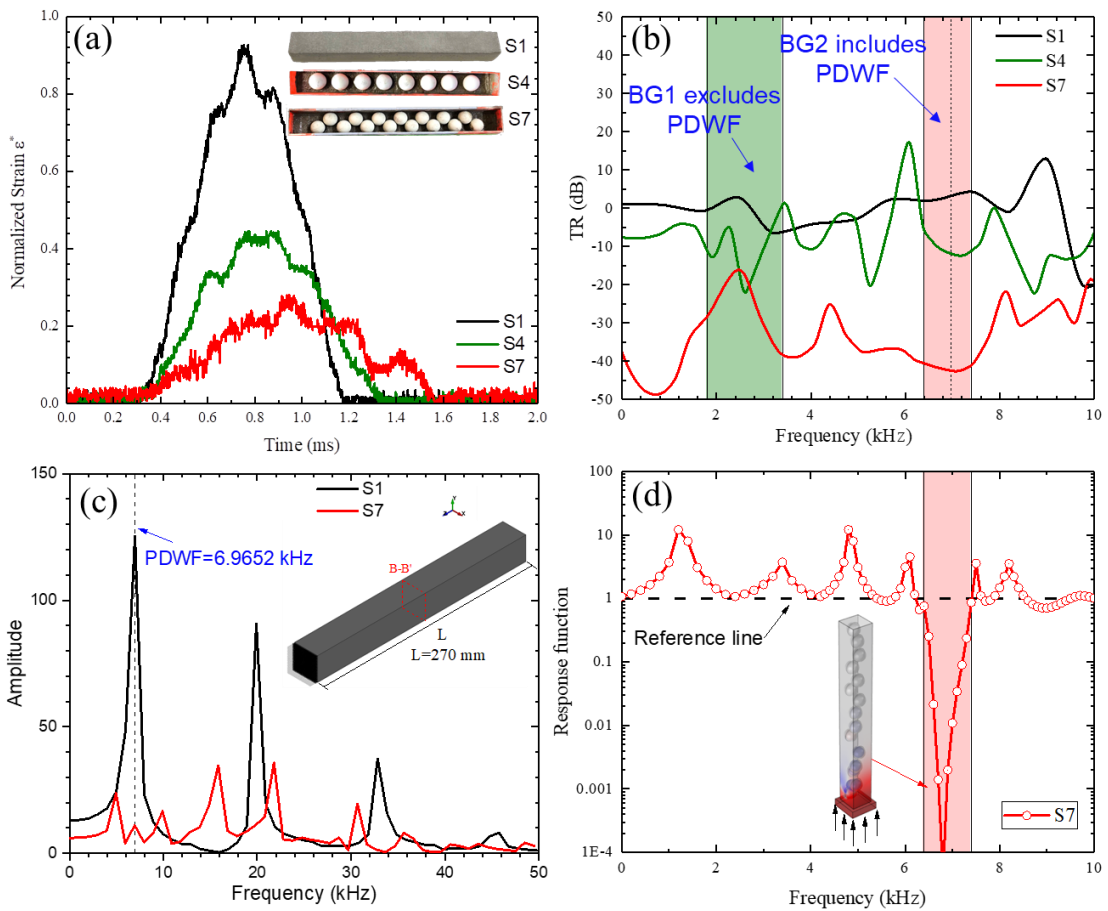 (a)
S1
S4
S7
1.0
0.8
0.6
0.4
0.2
0.0
Normalized Strain ε*
S1
S4
S7
0.0 0.2 0.4 0.6 0.8 1.0 1.2 1.4 1.6 1.8 2.0
Time (ms)
(b)
BG2 includes
PDWF
BG1 excludes
PDWF
S1
S4
S7
50
40
30
20
10
0
-10
-20
-30
-40
-50
TR (dB)
0 2 4 6 8 10
Frequency (kHz)
(c)
S1
S7
PDWF=6.9652 kHz
B-B'
L
L=270 mm
150
100
50
0
Amplitude
0 10 20 30 40 50
Frequency (kHz)
(d)
100
10
1
0.1
0.01
0.001
1E-4
Response function
Reference line
S7
0 2 4 6 8 10
Frequency (kHz)